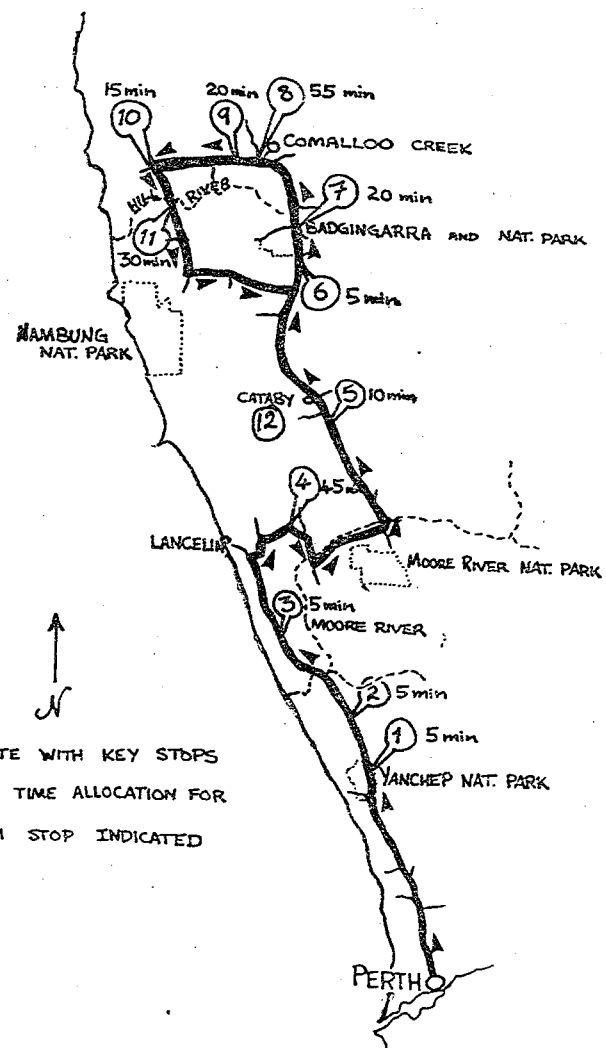 15 min
10
20 min
9
8
55 min
COMALLOO CREEK
HILL RIVER
7
20 min
BADGINGARRA AND NAT. PARK
11
30 min
6
5 min
NAMBUNG
NAT. PARK
CATABY
12
5
10 min
4
45
LANCELIN
MOORE RIVER NAT. PARK
3
5 min
MOORE RIVER
2
5 min
N
1
5 min
YANCHEP NAT. PARK
WITH KEY STOPS
TIME ALLOCATION FOR
STOP INDICATED
PERTH